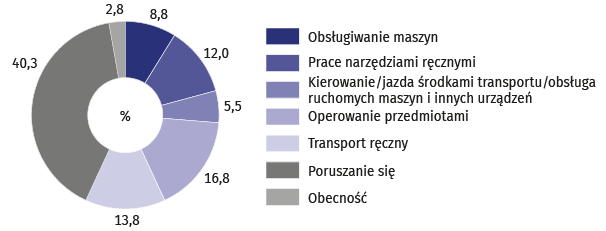 2,8
8,8
12,0
40,3
5,5
%
16,8
13,8
Obsługiwanie maszyn
Prace narzędziami ręcznymi
Kierowanie/jazda środkami transportu/obsługa
ruchomych maszyn i innych urządzeń
Operowanie przedmiotami
Transport ręczny
Poruszanie się
Obecność